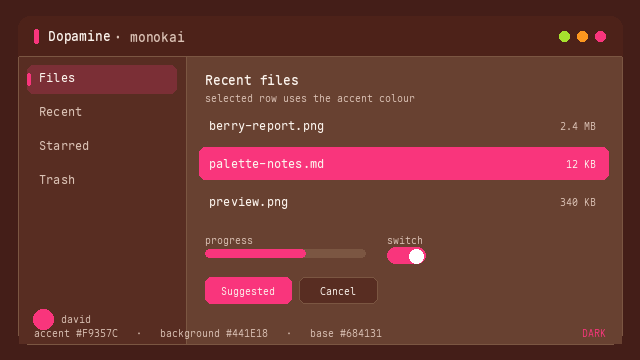 Dopamine · monokai
Files
Recent
Starred
Trash
david
Recent files
selected row uses the accent colour
berry-report.png 2.4 MB
palette-notes.md 12 KB
preview.png 340 KB
progress switch
Suggested Cancel
accent #F9357C · background #441E18 · base #684131 DARK